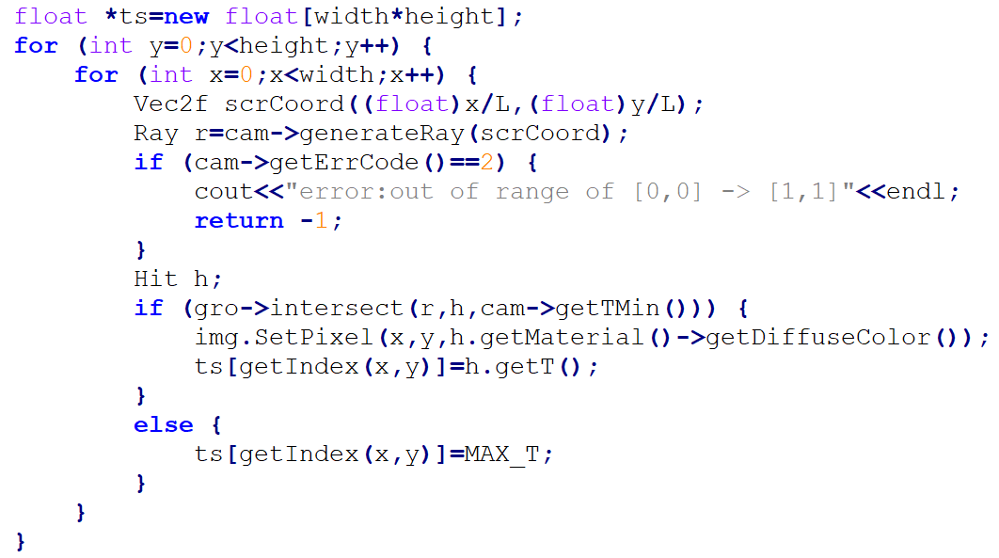 float *ts=new float[width*height];
for (int y=0;y<height;y++) {
    for (int x=0;x<width;x++) {
        Vec2f scrCoord((float)x/L,(float)y/L);
        Ray r=cam->generateRay(scrCoord);
        if (cam->getErrCode()==2) {
            cout<<"error:out of range of [0,0] -> [1,1]"<<endl;
            return -1;
        }
        Hit h;
        if (gro->intersect(r,h,cam->getTMin())) {
            img.SetPixel(x,y,h.getMaterial()->getDiffuseColor());
            ts[getIndex(x,y)]=h.getT();
        }
        else {
            ts[getIndex(x,y)]=MAX_T;
        }
    }
}